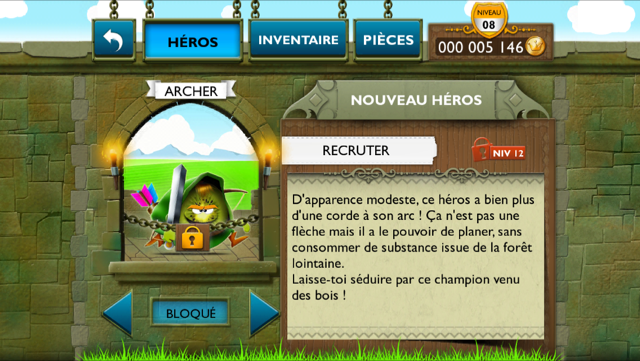 NIVEAU
08
HÉROS
INVENTAIRE
PIÈCES
000 005 146
ARCHER
NOUVEAU HÉROS
RECRUTER
NIV 12
D'apparence modeste, ce héros a bien plus
d'une corde à son arc ! Ça n'est pas une
flèche mais il a le pouvoir de planer, sans
consommer de substance issue de la forêt
lointaine.
Laisse-toi séduire par ce champion venu
des bois !
BLOQUÉ